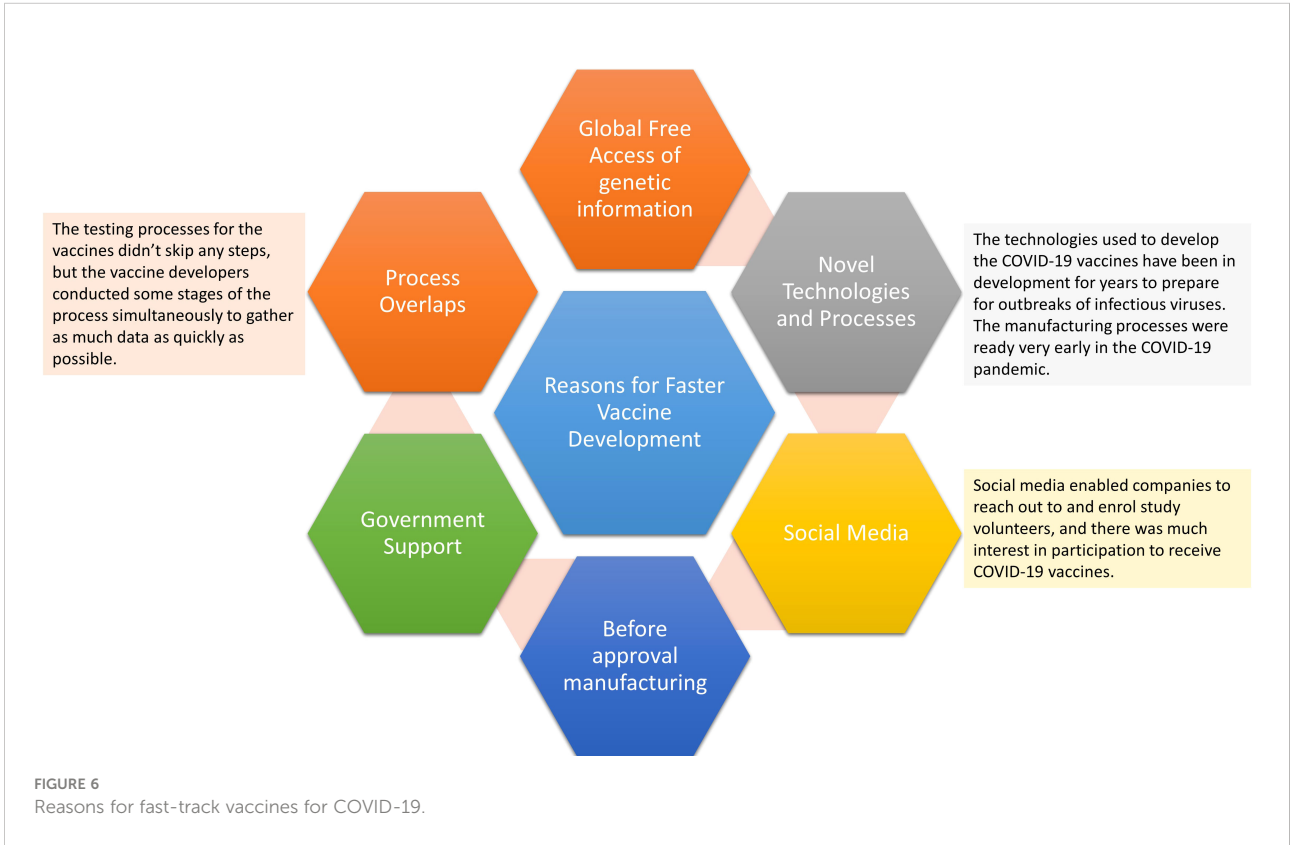 Global Free
Access of
genetic
information
The testing processes for the
vaccines didn't skip any steps,
but the vaccine developers
conducted some stages of the
process simultaneously to gather
as much data as quickly as
possible.
Process
Overlaps
Novel
Technologies
and Processes
The technologies used to develop
the COVID-19 vaccines have been in
development for years to prepare
for outbreaks of infectious viruses.
The manufacturing processes were
ready very early in the COVID-19
pandemic.
Reasons for Faster
Vaccine
Development
Government
Support
Social Media
Social media enabled companies to
reach out to and enrol study
volunteers, and there was much
interest in participation to receive
COVID-19 vaccines.
Before
approval
manufacturing
FIGURE 6
Reasons for fast-track vaccines for COVID-19.